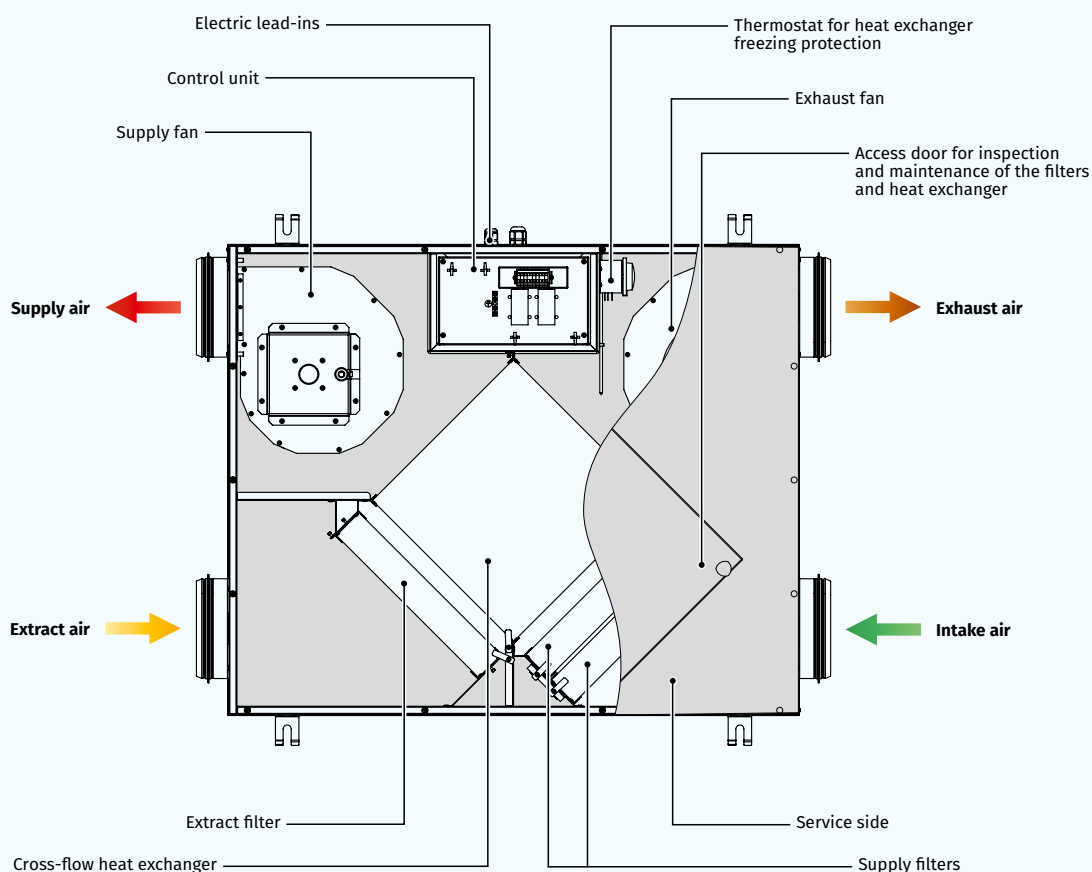 Electric lead-ins
Thermostat for heat exchanger
freezing protection
Control unit
Exhaust fan
Supply fan
Access door for inspection
and maintenance of the filters
and heat exchanger
Supply air
Exhaust air
Extract air
Intake air
Extract filter
Service side
Cross-flow heat exchanger
Supply filters